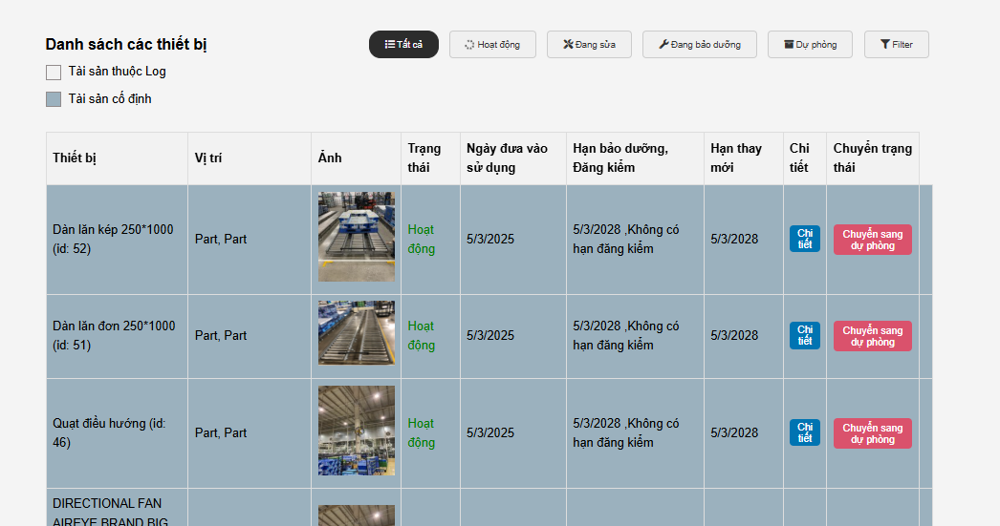 Danh sách các thiết bị
Tất cả
Hoạt động
Đang sửa
Đang bảo dưỡng
Dự phòng
Filter
Tài sản thuộc Log
Tài sản cố định
Thiết bị
Vị trí
Ảnh
Trạng
thái
Ngày đưa vào
sử dụng
Hạn bảo dưỡng,
Đăng kiểm
Hạn thay
mới
Chi
tiết
Chuyển trạng
thái
Dàn lăn kép 250*1000
(id: 52)
Part, Part
Hoạt
động
5/3/2025
5/3/2028 ,Không có
hạn đăng kiểm
5/3/2028
Chi
tiết
Chuyển sang
dự phòng
Dàn lăn đơn 250*1000
(id: 51)
Part, Part
Hoạt
động
5/3/2025
5/3/2028 ,Không có
hạn đăng kiểm
5/3/2028
Chi
tiết
Chuyển sang
dự phòng
Quạt điều hướng (id:
46)
Part, Part
Hoạt
động
5/3/2025
5/3/2028 ,Không có
hạn đăng kiểm
5/3/2028
Chi
tiết
Chuyển sang
dự phòng
DIRECTIONAL FAN
AIREYE BRAND BIG